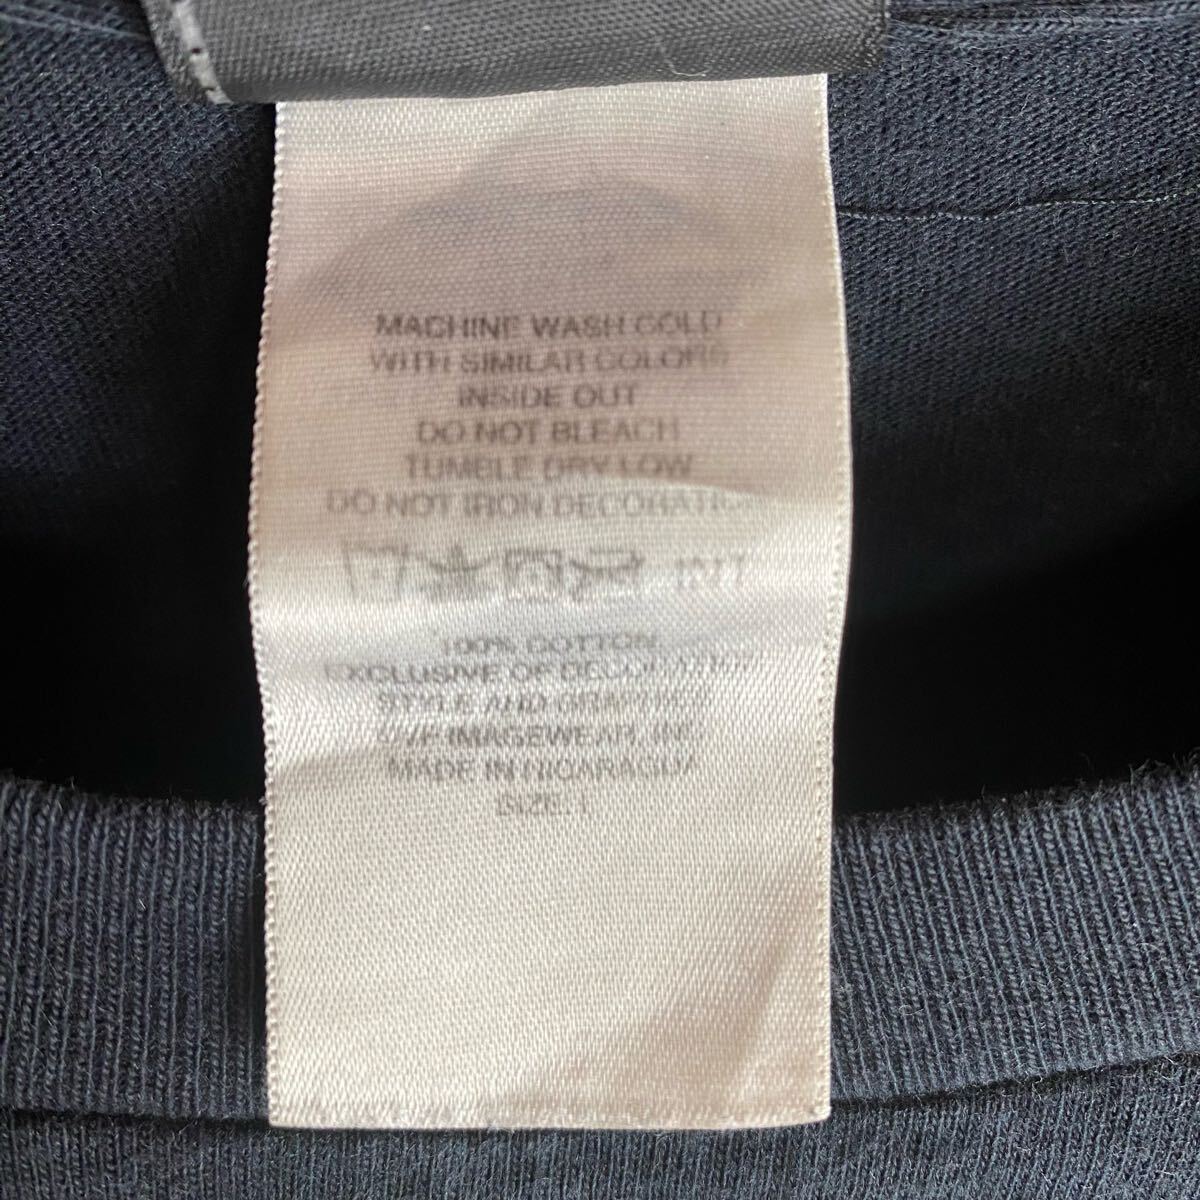 MACHINE WASH COLD
WITH SIMILAR COLORS
INSIDE OUT
DO NOT BLEACH
TUMBLE DRY LOW
DO NOT IRON DECORATION
100% COTTON
EXCLUSIVE OF DECORATION
STYLE AND GRAPHICS
IMAGEWEAR, INC
MADE IN NICARAGUA
SIZE: L